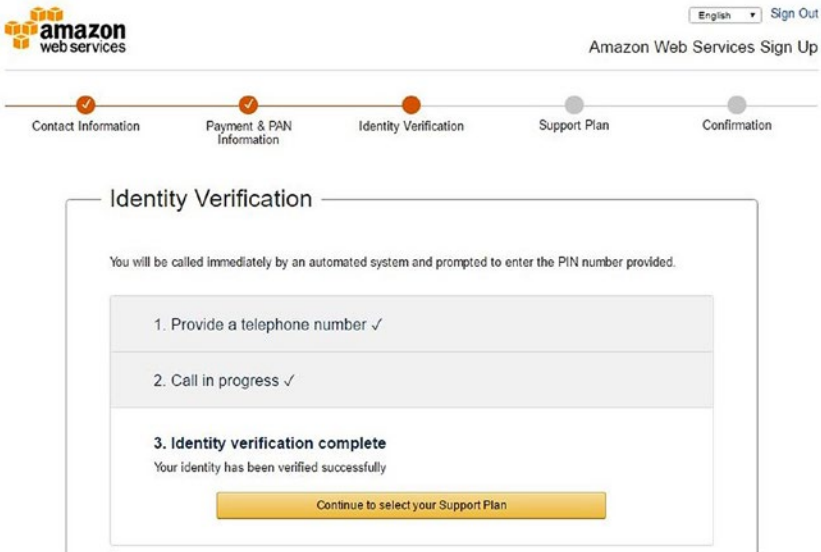 English
Sign Out
amazon
web services
Amazon Web Services Sign Up
Contact Information
Payment & PAN
Information
Identity Verification
Support Plan
Confirmation
Identity Verification
You will be called immediately by an automated system and prompted to enter the PIN number provided.
1. Provide a telephone number ✓
2. Call in progress ✓
3. Identity verification complete
Your identity has been verified successfully
Continue to select your Support Plan